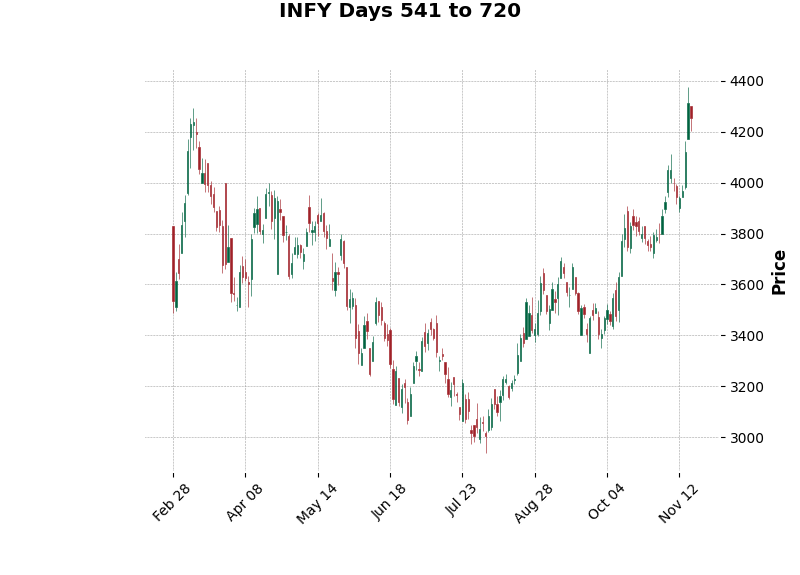 INFY Days 541 to 720
4400
4200
4000
3800
3600
3400
3200
3000
Price
Feb 28
Apr 08
May 14
Jun 18
Jul 23
Aug 28
Oct 04
Nov 12